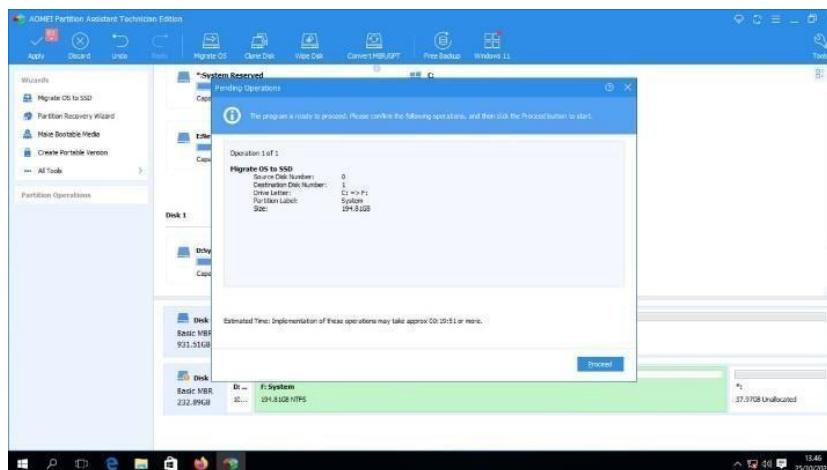 AOMEI Partition Assistant Technician Edition
Apply
Discard
Undo
Redo
Migrate OS
Clone Disk
Wipe Disk
Convert MBR/GPT
Free Backup
Windows 11
Tools
Wizards
Migrate OS to SSD
Partition Recovery Wizard
Make Bootable Media
Create Portable Version
All Tools
Partition Operations
*:System Reserved
C:
Disk 1
Pending Operations
The program is ready to proceed. Please confirm the following operations, and then click the Proceed button to start.
Operation 1 of 1
Migrate OS to SSD
Source Disk Number: 0
Destination Disk Number: 1
Drive Letter: C: => F:
Partition Label: System
Size: 194.81GB
Estimated Time: Implementation of these operations may take approx 00:19:51 or more.
Proceed
Disk
Basic MBR
931.51GB
Disk
Basic MBR
232.89GB
D: ...
F: System
194.81GB NTFS
*:
37.97GB Unallocated
13.46